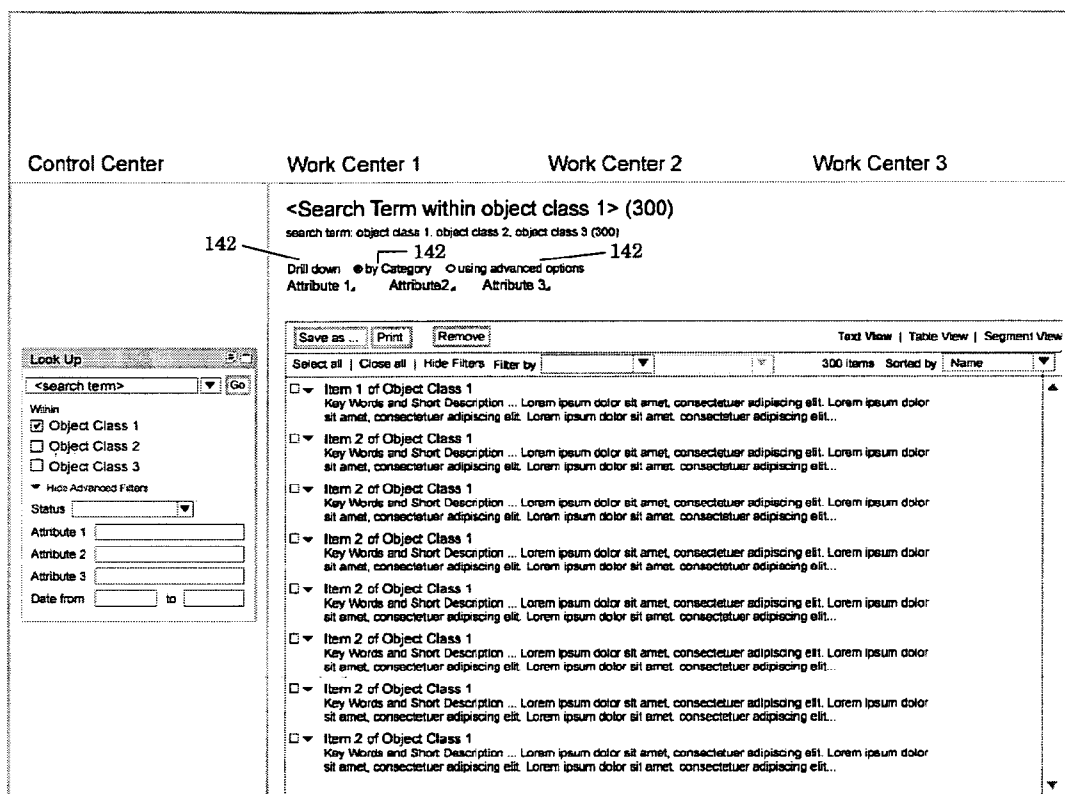 Control Center Work Center 1 Work Center 2 Work Center 3
<Search Term within object class 1> (300)
search term: object class 1, object class 2, object class 3 (300)
142 142 142
Drill down by Category using advanced options
Attribute 1 Attribute2 Attribute 3
Save as ... Print Remove Text View | Table View | Segment View
Select all | Close all | Hide Filters Filter by 300 items Sorted by Name
Look Up
<search term> Go
Within
Object Class 1
Object Class 2
Object Class 3
Hide Advanced Filters
Status
Attribute 1
Attribute 2
Attribute 3
Date from to
Item 1 of Object Class 1
Key Words and Short Description ... Lorem ipsum dolor sit amet, consectetuer adipiscing elit. Lorem ipsum dolor
sit amet, consectetuer adipiscing elit. Lorem ipsum dolor sit amet, consectetuer adipiscing elit...
Item 2 of Object Class 1
Key Words and Short Description ... Lorem ipsum dolor sit amet, consectetuer adipiscing elit. Lorem ipsum dolor
sit amet, consectetuer adipiscing elit. Lorem ipsum dolor sit amet, consectetuer adipiscing elit...
Item 2 of Object Class 1
Key Words and Short Description ... Lorem ipsum dolor sit amet, consectetuer adipiscing elit. Lorem ipsum dolor
sit amet, consectetuer adipiscing elit. Lorem ipsum dolor sit amet, consectetuer adipiscing elit...
Item 2 of Object Class 1
Key Words and Short Description ... Lorem ipsum dolor sit amet, consectetuer adipiscing elit. Lorem ipsum dolor
sit amet, consectetuer adipiscing elit. Lorem ipsum dolor sit amet, consectetuer adipiscing elit...
Item 2 of Object Class 1
Key Words and Short Description ... Lorem ipsum dolor sit amet, consectetuer adipiscing elit. Lorem ipsum dolor
sit amet, consectetuer adipiscing elit. Lorem ipsum dolor sit amet, consectetuer adipiscing elit...
Item 2 of Object Class 1
Key Words and Short Description ... Lorem ipsum dolor sit amet, consectetuer adipiscing elit. Lorem ipsum dolor
sit amet, consectetuer adipiscing elit. Lorem ipsum dolor sit amet, consectetuer adipiscing elit...
Item 2 of Object Class 1
Key Words and Short Description ... Lorem ipsum dolor sit amet, consectetuer adipiscing elit. Lorem ipsum dolor
sit amet, consectetuer adipiscing elit. Lorem ipsum dolor sit amet, consectetuer adipiscing elit...
Item 2 of Object Class 1
Key Words and Short Description ... Lorem ipsum dolor sit amet, consectetuer adipiscing elit. Lorem ipsum dolor
sit amet, consectetuer adipiscing elit. Lorem ipsum dolor sit amet, consectetuer adipiscing elit...